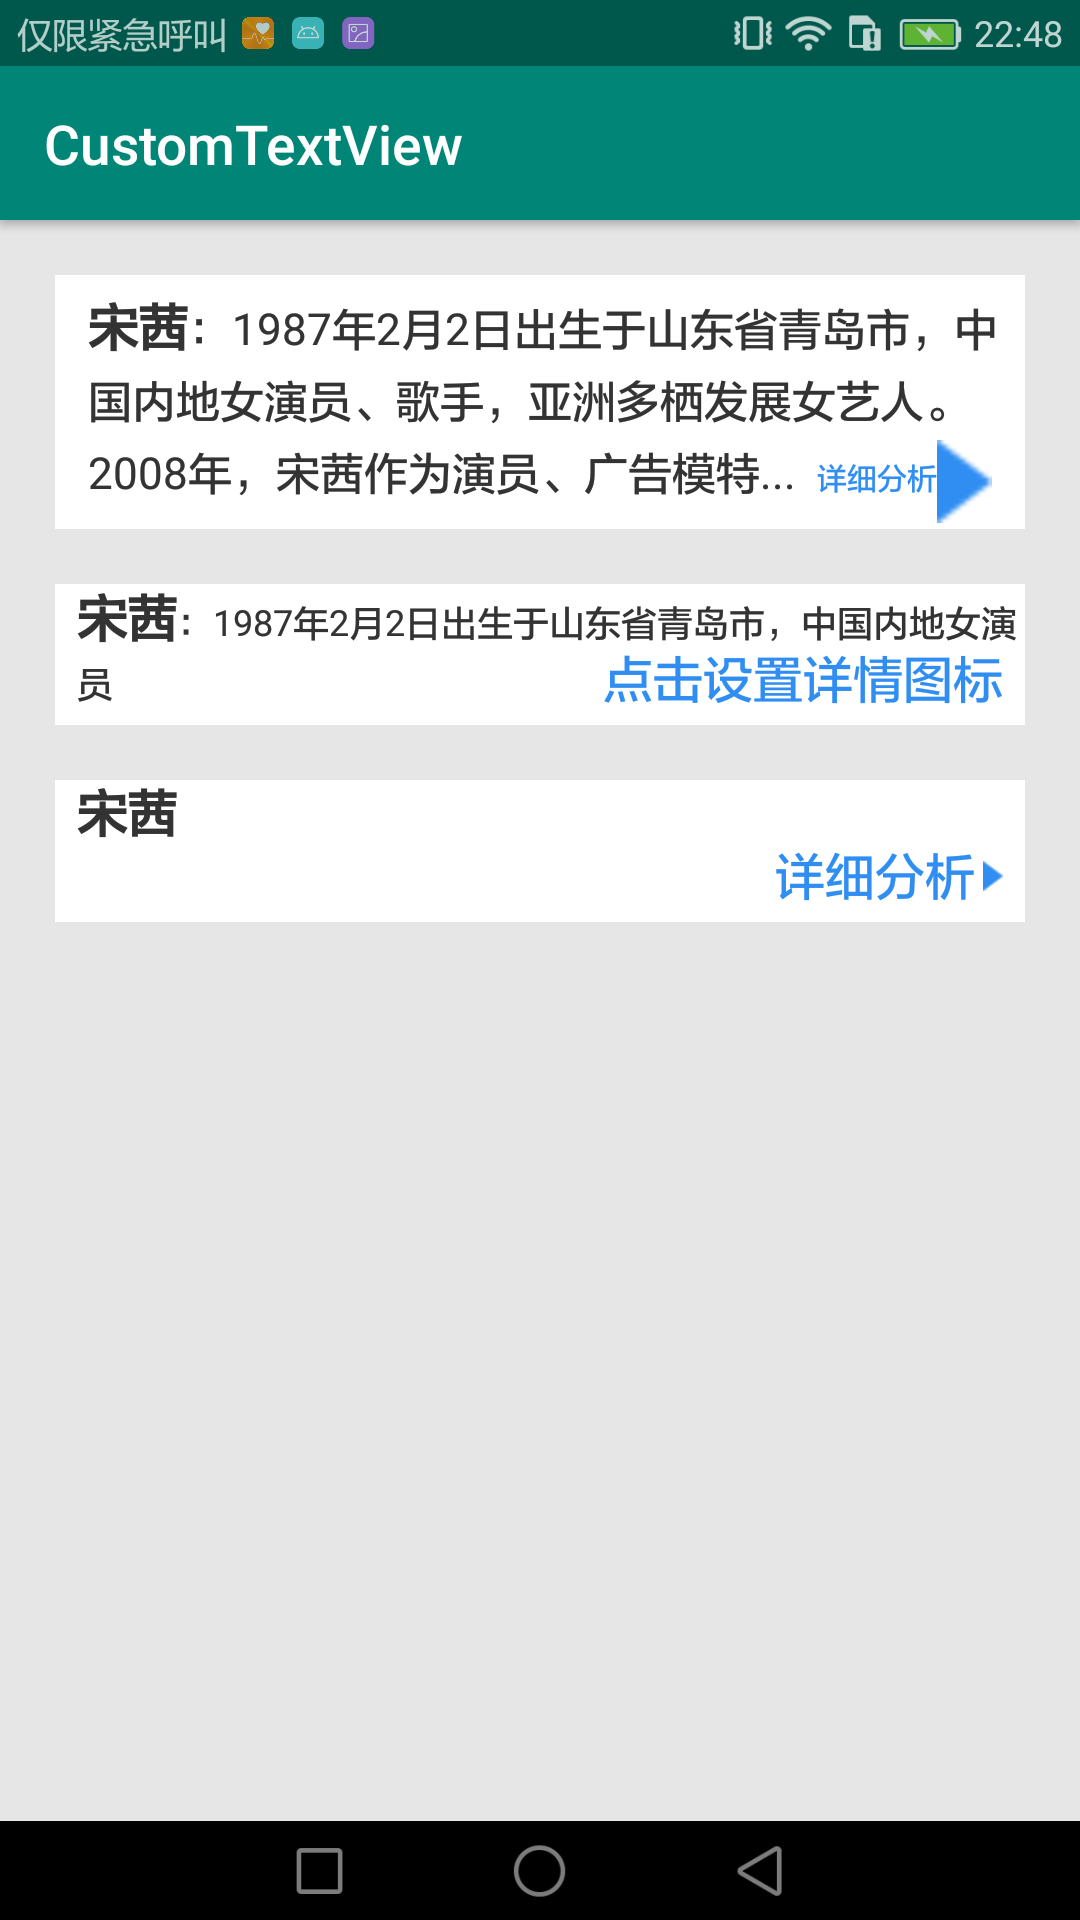 仅限紧急呼叫 22:48
CustomTextView
宋茜：1987年2月2日出生于山东省青岛市，中
国内地女演员、歌手，亚洲多栖发展女艺人。
2008年，宋茜作为演员、广告模特... 详细分析
宋茜：1987年2月2日出生于山东省青岛市，中国内地女演
员 点击设置详情图标
宋茜
详细分析